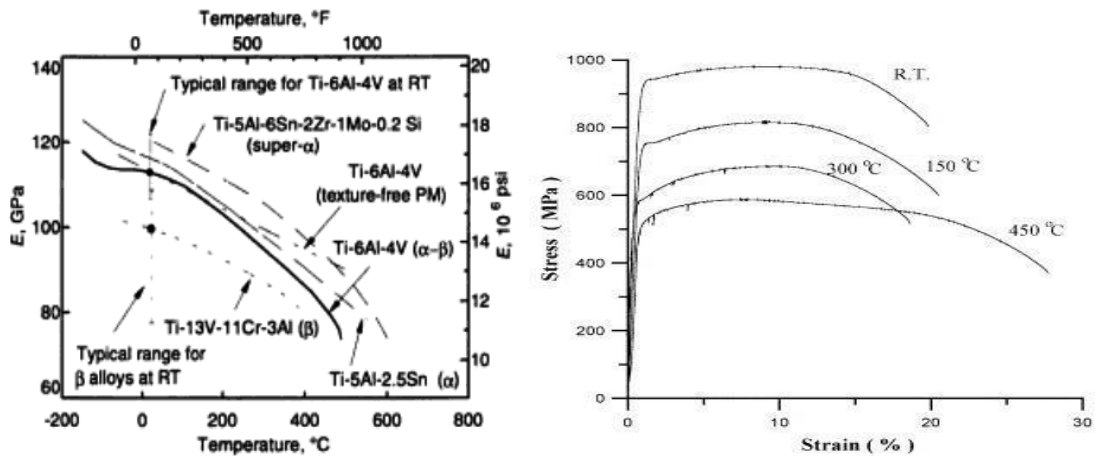 Temperature, °F
0 500 1000
140
120
100
80
60
E, GPa
20
18
16
14
12
10
E, 10⁶ psi
Typical range for Ti-6Al-4V at RT
Ti-5Al-6Sn-2Zr-1Mo-0.2 Si
(super-α)
Ti-6Al-4V
(texture-free PM)
Ti-6Al-4V (α–β)
Ti-13V-11Cr-3Al (β)
Typical range for
β alloys at RT
Ti-5Al-2.5Sn (α)
-200 0 200 400 600 800
Temperature, °C
1000
800
600
400
200
0
Stress ( MPa)
R.T.
150 °C
300 °C
450 °C
0 10 20 30
Strain ( % )